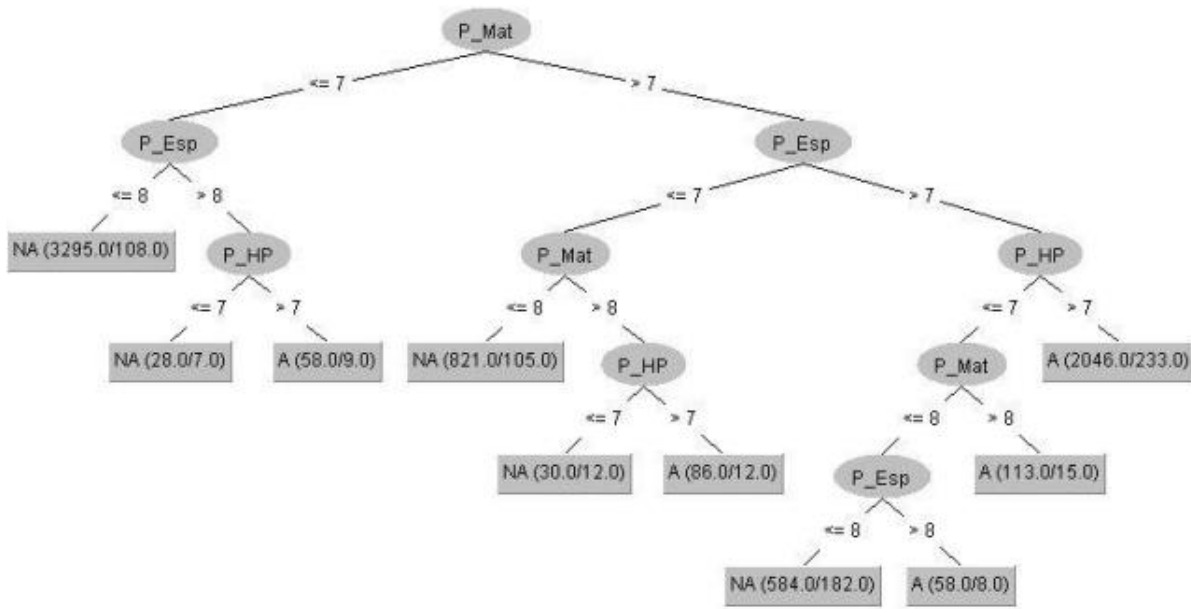 P_Mat
<= 7
> 7
P_Esp
P_Esp
<= 8
> 8
<= 7
> 7
NA (3295.0/108.0)
P_HP
P_Mat
P_HP
<= 7
> 7
<= 8
> 8
<= 7
> 7
NA (28.0/7.0)
A (58.0/9.0)
NA (821.0/105.0)
P_HP
P_Mat
A (2046.0/233.0)
<= 7
> 7
<= 8
> 8
NA (30.0/12.0)
A (86.0/12.0)
P_Esp
A (113.0/15.0)
<= 8
> 8
NA (584.0/182.0)
A (58.0/8.0)